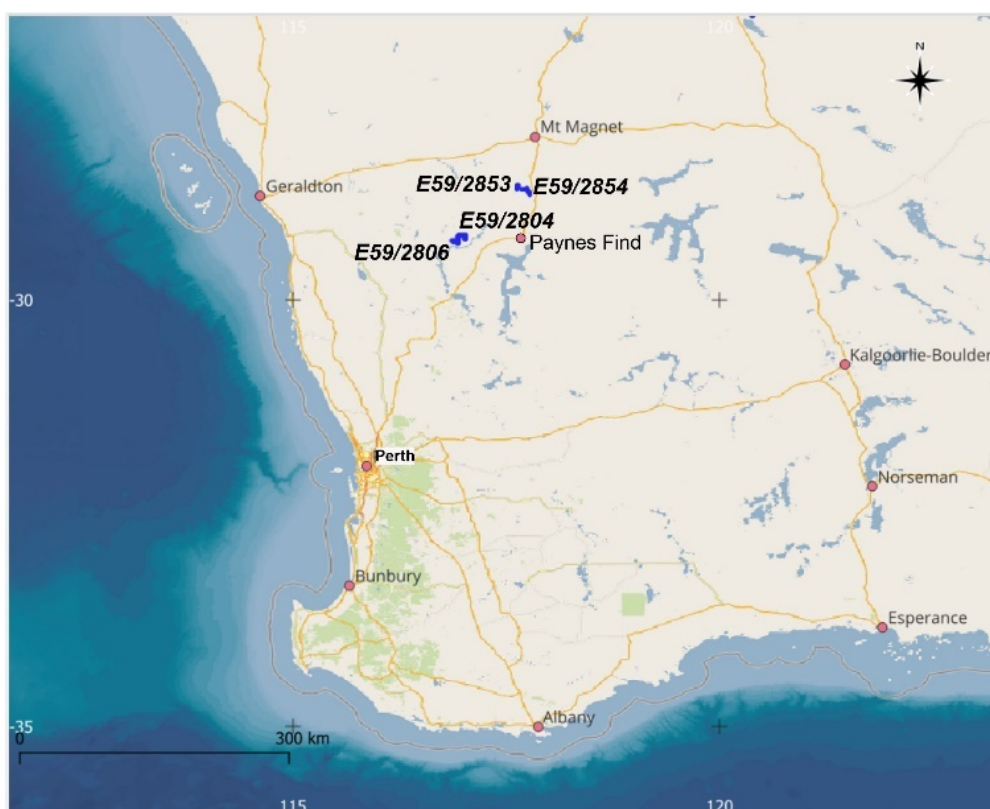 115
120
N
Mt Magnet
E59/2853
E59/2854
Geraldton
E59/2804
Paynes Find
E59/2806
-30
Kalgoorlie-Boulder
Perth
Norseman
Bunbury
Esperance
Albany
-35
0
300 km
115
120